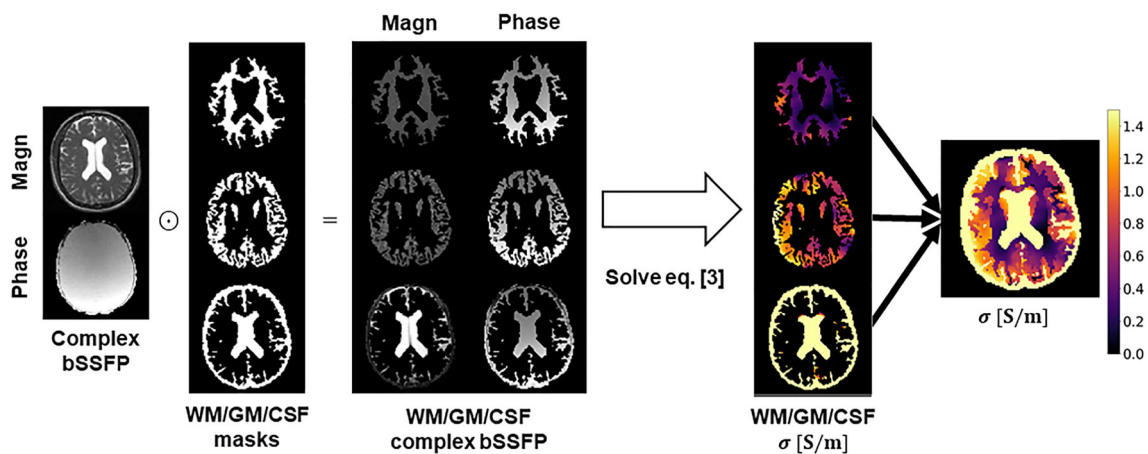 Magn
Phase
Magn
Phase
⊙
=
Complex
bSSFP
WM/GM/CSF
masks
WM/GM/CSF
complex bSSFP
Solve eq. [3]
WM/GM/CSF
σ [S/m]
σ [S/m]
1.4
1.2
1.0
0.8
0.6
0.4
0.2
0.0